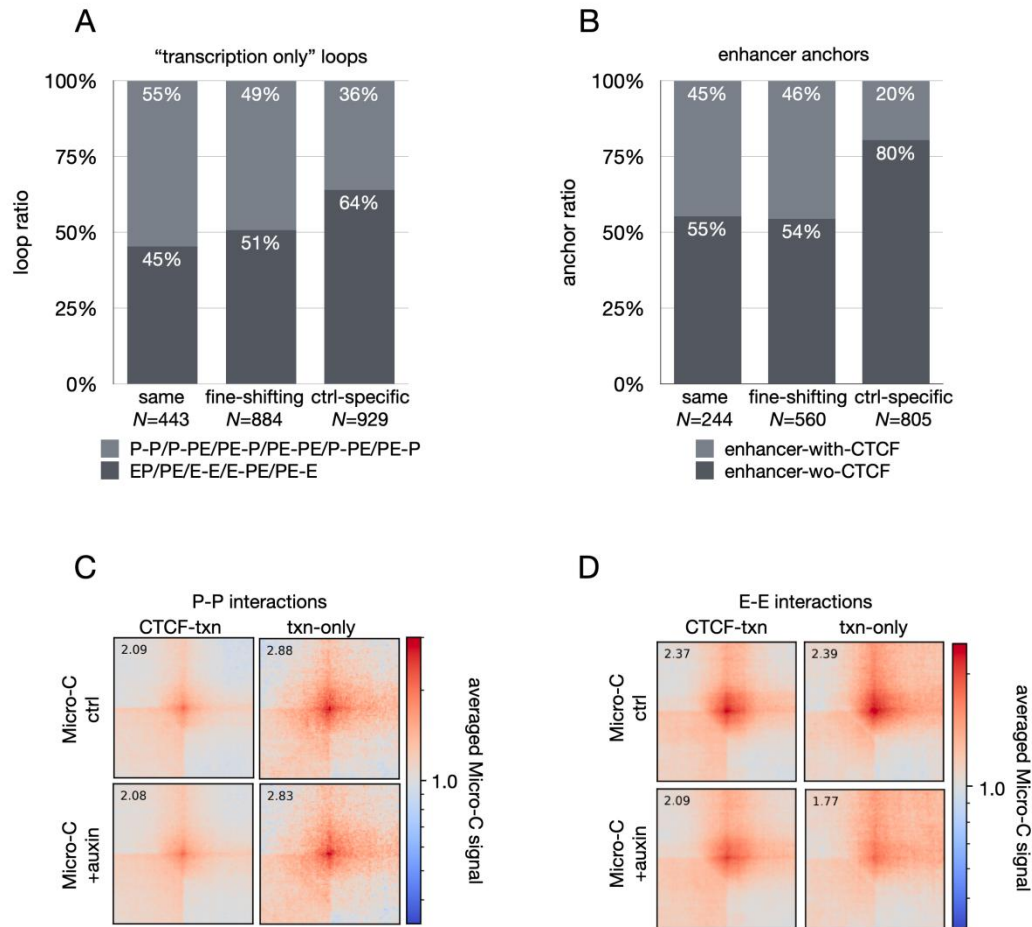 A
“transcription only” loops
100%
75%
50%
25%
0%
loop ratio
55%
49%
36%
45%
51%
64%
same
fine-shifting
ctrl-specific
N=443
N=884
N=929
P-P/P-PE/PE-P/PE-PE/P-PE/PE-P
EP/PE/E-E/E-PE/PE-E
B
enhancer anchors
100%
75%
50%
25%
0%
anchor ratio
45%
46%
20%
55%
54%
80%
same
fine-shifting
ctrl-specific
N=244
N=560
N=805
enhancer-with-CTCF
enhancer-wo-CTCF
C
P-P interactions
CTCF-txn
txn-only
Micro-C
ctrl
2.09
2.88
Micro-C
+auxin
2.08
2.83
1.0
averaged Micro-C signal
D
E-E interactions
CTCF-txn
txn-only
Micro-C
ctrl
2.37
2.39
Micro-C
+auxin
2.09
1.77
1.0
averaged Micro-C signal